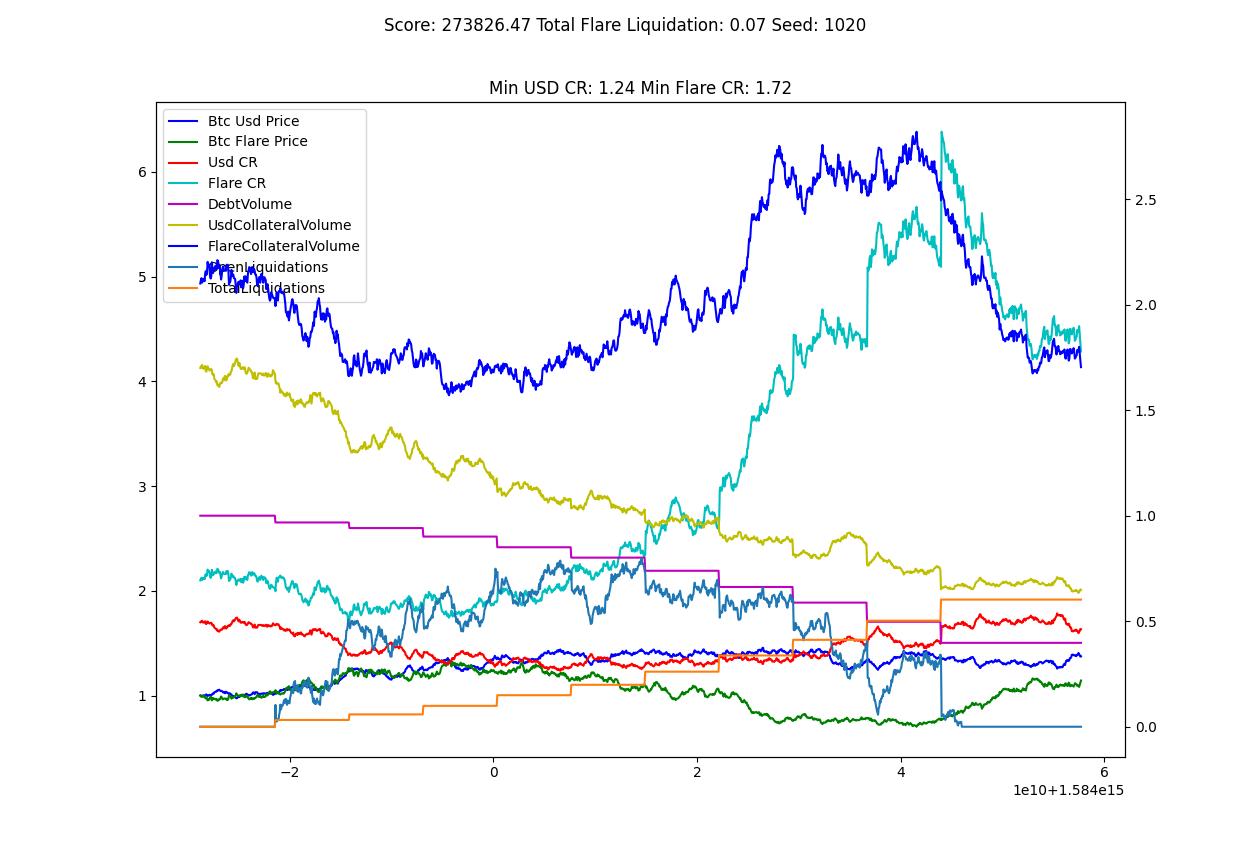 Score: 273826.47 Total Flare Liquidation: 0.07 Seed: 1020
Min USD CR: 1.24 Min Flare CR: 1.72
Btc Usd Price
Btc Flare Price
Usd CR
Flare CR
DebtVolume
UsdCollateralVolume
FlareCollateralVolume
OpenLiquidations
TotalLiquidations
6
5
4
3
2
1
2.5
2.0
1.5
1.0
0.5
0.0
−2
0
2
4
6
1e10+1.584e15